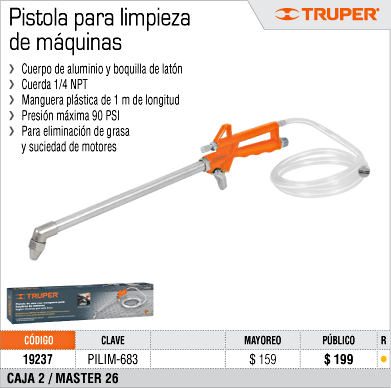 Pistola para limpieza
de máquinas
TRUPER®
› Cuerpo de aluminio y boquilla de latón
› Cuerda 1/4 NPT
› Manguera plástica de 1 m de longitud
› Presión máxima 90 PSI
› Para eliminación de grasa
y suciedad de motores
TRUPER
CÓDIGO CLAVE MAYOREO PÚBLICO R
19237 PILIM-683 $ 159 $ 199
CAJA 2 / MASTER 26